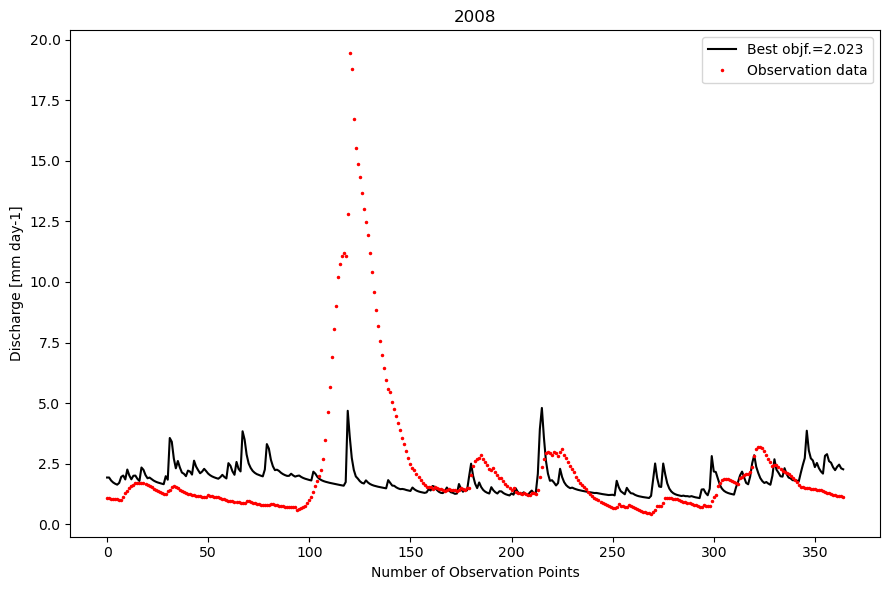 2008
Best objf.=2.023
Observation data
Discharge [mm day-1]
20.0
17.5
15.0
12.5
10.0
7.5
5.0
2.5
0.0
0 50 100 150 200 250 300 350
Number of Observation Points